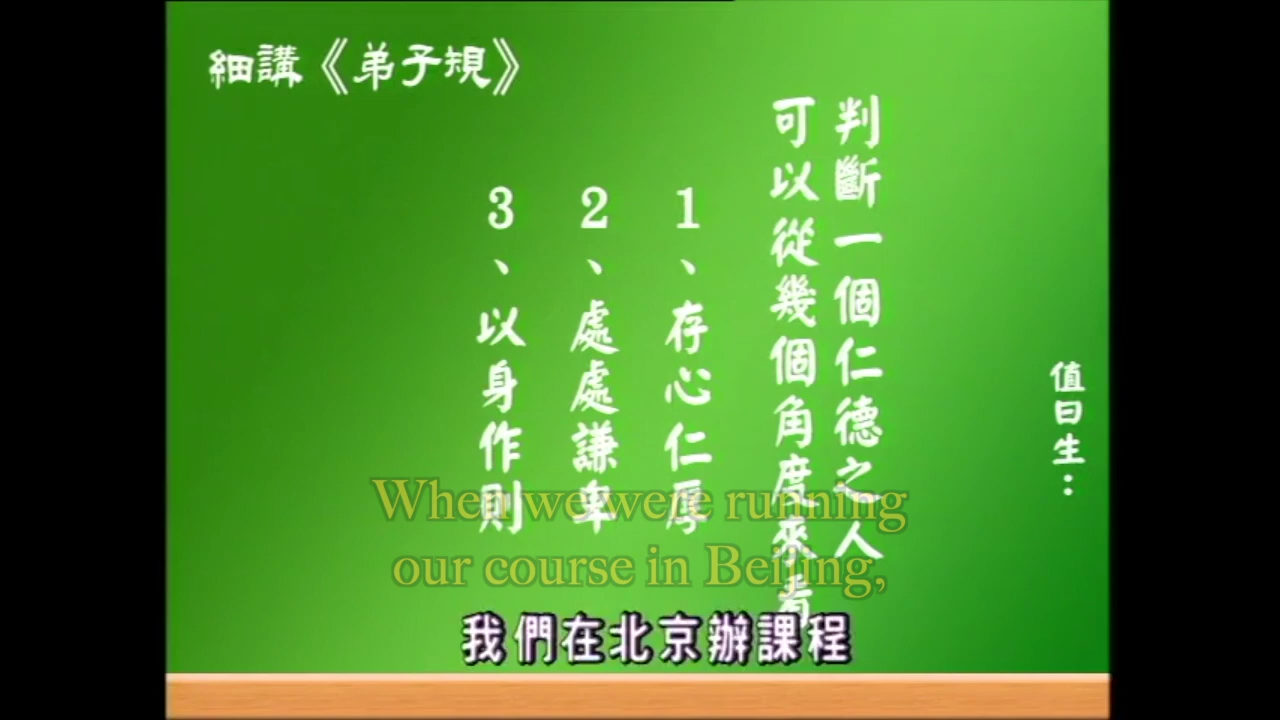 細講《弟子規》
判斷一個仁德之人
可以從幾個角度來看
1、存心仁厚
2、處處謙卑
3、以身作則
值日生：
When we were running
our course in Beijing,
我們在北京辦課程